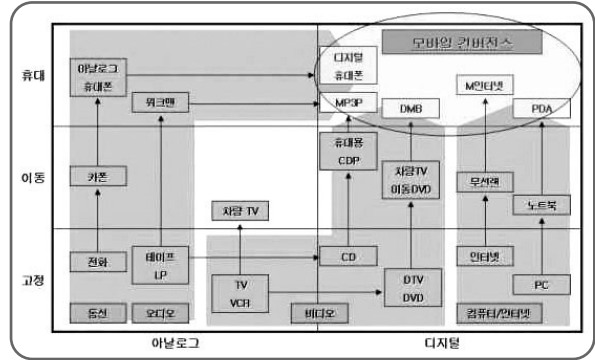 모바일 컨버전스
휴대
아날로그
휴대폰
워크맨
디지털
휴대폰
MP3P
DMB
M인터넷
PDA
이동
카폰
차량 TV
휴대용
CDP
차량TV
이동DVD
무선랜
노트북
고정
전화
테이프
LP
TV
VCR
CD
DTV
DVD
인터넷
PC
통신
오디오
비디오
컴퓨터/인터넷
아날로그
디지털